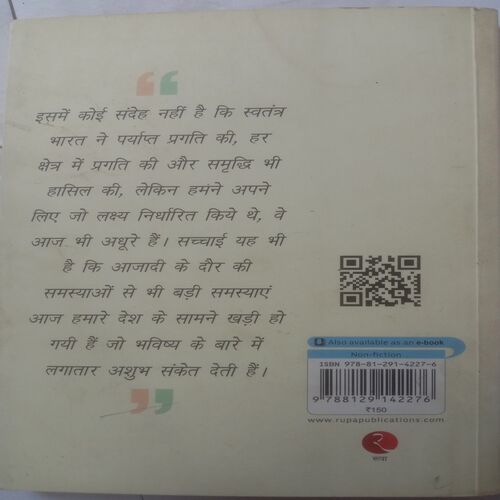 “
इसमें कोई संदेह नहीं है कि स्वतंत्र
भारत ने पर्याप्त प्रगति की, हर
क्षेत्र में प्रगति की और समृद्धि भी
हासिल की, लेकिन हमंने अपने
लिए जो लक्ष्य निर्धारित किये थे, वे
आज भी अधूरे हैं। सच्चाई यह भी
है कि आजादी के दौर की
समस्याओं से भी बड़ी समस्याएं
आज हमारे देश के सामने खड़ी हो
गयी हैं जो भविष्य के बारे में
लगातार अशुभ संकेत देती हैं।
”
Also available as an e-book
Non-fiction
ISBN 978-81-291-4227-6
9 788129 142276
₹150
www.rupapublications.com
रूपा